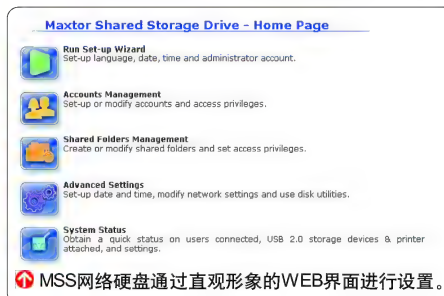 Maxtor Shared Storage Drive - Home Page
Run Set-up Wizard
Set-up language, date, time and administrator account.
Accounts Management
Set-up or modify accounts and access privileges.
Shared Folders Management
Create or modify shared folders and set access privileges.
Advanced Settings
Set-up date and time, modify network settings and use disk utilities.
System Status
Obtain a quick status on users connected, USB 2.0 storage devices & printer
attached, and settings.
MSS网络硬盘通过直观形象的WEB界面进行设置。